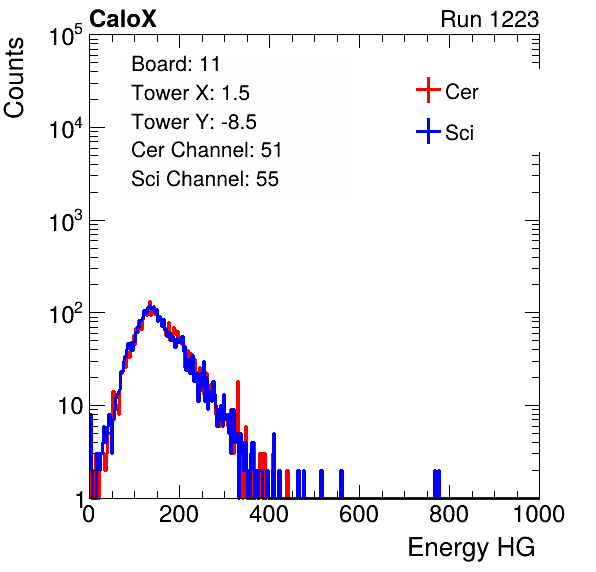 CaloX Run 1223
Counts
10^5
10^4
10^3
10^2
10
1
Board: 11
Tower X: 1.5
Tower Y: -8.5
Cer Channel: 51
Sci Channel: 55
Cer
Sci
0 200 400 600 800 1000
Energy HG